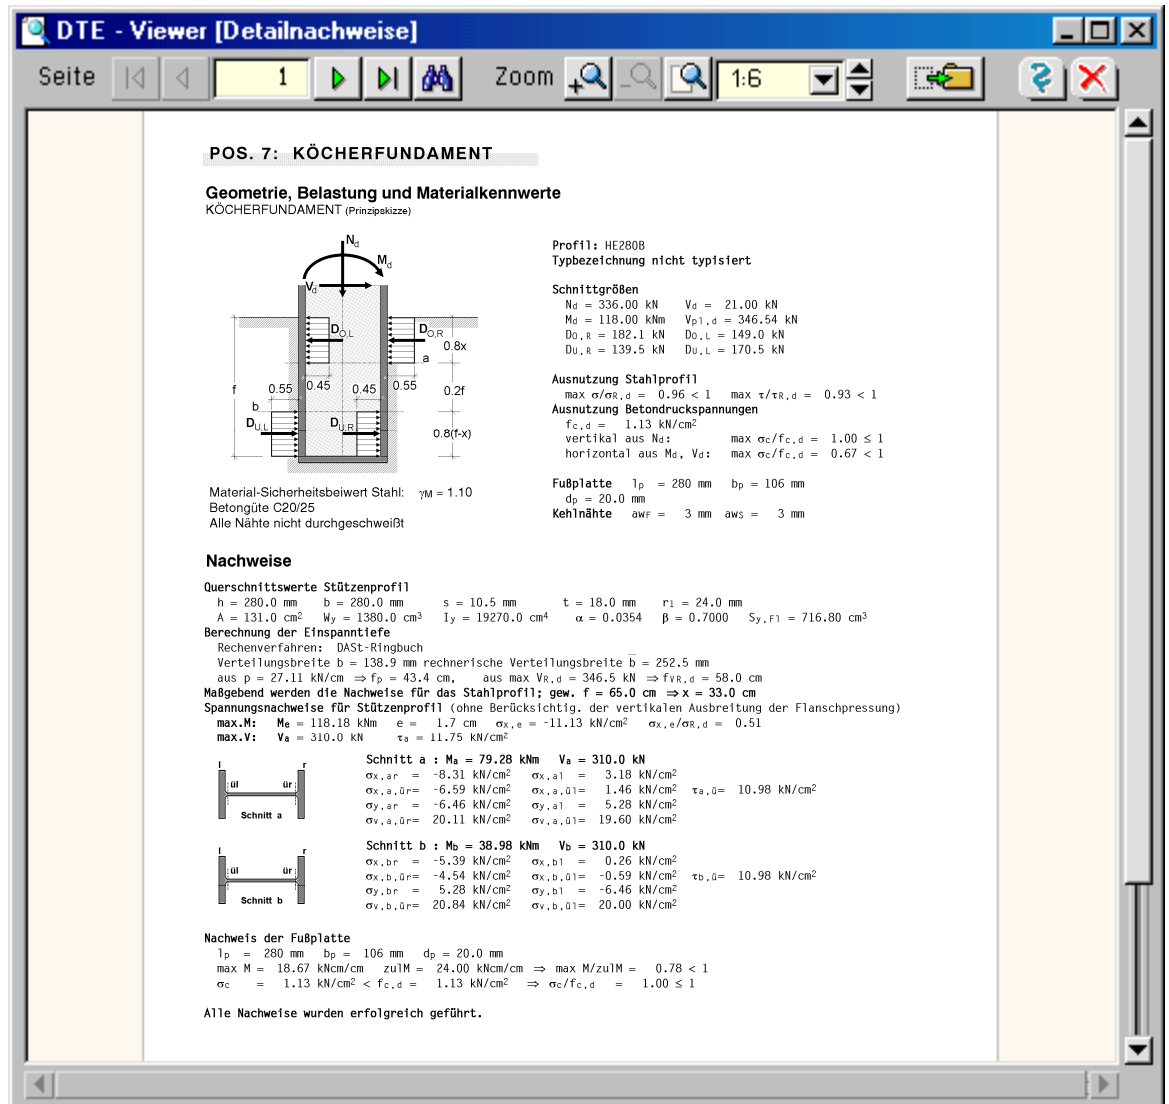 DTE - Viewer [Detailnachweise]
Seite 1 Zoom 1:6
POS. 7: KÖCHERFUNDAMENT
Geometrie, Belastung und Materialkennwerte
KÖCHERFUNDAMENT (Prinzipskizze)
Nd
Md
Vd
DO,L
DO,R
0.8x
a
f
0.55
0.45
0.45
0.55
0.2f
b
DU,L
DU,R
0.8(f-x)
Material-Sicherheitsbeiwert Stahl: γM = 1.10
Betongüte C20/25
Alle Nähte nicht durchgeschweißt
Profil: HE280B
Typbezeichnung nicht typisiert
Schnittgrößen
Nd = 336.00 kN Vd = 21.00 kN
Md = 118.00 kNm Vpl,d = 346.54 kN
DO,R = 182.1 kN DO,L = 149.0 kN
DU,R = 139.5 kN DU,L = 170.5 kN
Ausnutzung Stahlprofil
max σ/σR,d = 0.96 < 1 max τ/τR,d = 0.93 < 1
Ausnutzung Betondruckspannungen
fc,d = 1.13 kN/cm²
vertikal aus Nd: max σc/fc,d = 1.00 ≤ 1
horizontal aus Md, Vd: max σc/fc,d = 0.67 < 1
Fußplatte lp = 280 mm bp = 106 mm
dp = 20.0 mm
Kehlnähte awF = 3 mm awS = 3 mm
Nachweise
Querschnittswerte Stützenprofil
h = 280.0 mm b = 280.0 mm s = 10.5 mm t = 18.0 mm r1 = 24.0 mm
A = 131.0 cm² Wy = 1380.0 cm³ Iy = 19270.0 cm⁴ α = 0.0354 β = 0.7000 Sy,Fl = 716.80 cm³
Berechnung der Einspanntiefe
Rechenverfahren: DASt-Ringbuch
Verteilungsbreite b = 138.9 mm rechnerische Verteilungsbreite b̅ = 252.5 mm
aus p = 27.11 kN/cm ⇒ fp = 43.4 cm, aus max VR,d = 346.5 kN ⇒ fVR,d = 58.0 cm
Maßgebend werden die Nachweise für das Stahlprofil; gew. f = 65.0 cm ⇒ x = 33.0 cm
Spannungsnachweise für Stützenprofil (ohne Berücksichtig. der vertikalen Ausbreitung der Flanschpressung)
max.M: Me = 118.18 kNm e = 1.7 cm σx,e = -11.13 kN/cm² σx,e/σR,d = 0.51
max.V: Va = 310.0 kN τa = 11.75 kN/cm²
l r
ül ür
Schnitt a
Schnitt a : Ma = 79.28 kNm Va = 310.0 kN
σx,ar = -8.31 kN/cm² σx,al = 3.18 kN/cm²
σx,a,ür= -6.59 kN/cm² σx,a,ül= 1.46 kN/cm² τa,ü= 10.98 kN/cm²
σy,ar = -6.46 kN/cm² σy,al = 5.28 kN/cm²
σv,a,ür= 20.11 kN/cm² σv,a,ül= 19.60 kN/cm²
l r
ül ür
Schnitt b
Schnitt b : Mb = 38.98 kNm Vb = 310.0 kN
σx,br = -5.39 kN/cm² σx,bl = 0.26 kN/cm²
σx,b,ür= -4.54 kN/cm² σx,b,ül= -0.59 kN/cm² τb,ü= 10.98 kN/cm²
σy,br = 5.28 kN/cm² σy,bl = -6.46 kN/cm²
σv,b,ür= 20.84 kN/cm² σv,b,ül= 20.00 kN/cm²
Nachweis der Fußplatte
lp = 280 mm bp = 106 mm dp = 20.0 mm
max M = 18.67 kNcm/cm zulM = 24.00 kNcm/cm ⇒ max M/zulM = 0.78 < 1
σc = 1.13 kN/cm² < fc,d = 1.13 kN/cm² ⇒ σc/fc,d = 1.00 ≤ 1
Alle Nachweise wurden erfolgreich geführt.